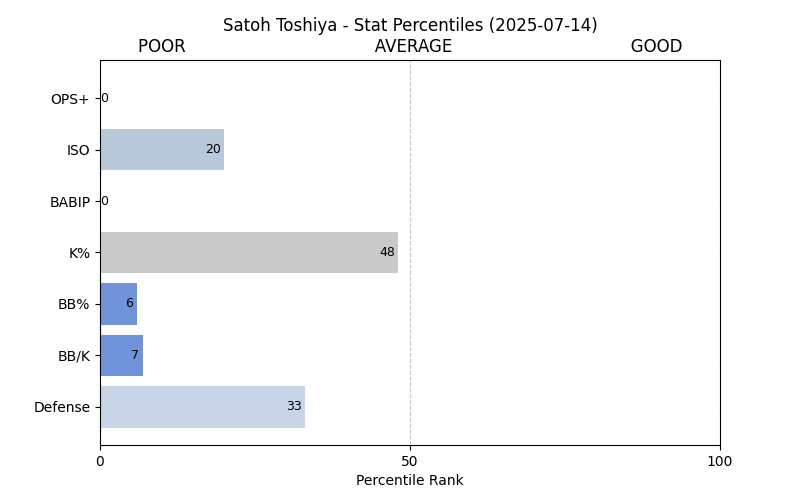 Satoh Toshiya - Stat Percentiles (2025-07-14)
POOR AVERAGE GOOD
OPS+ 0
ISO 20
BABIP 0
K% 48
BB% 6
BB/K 7
Defense 33
0 50 100
Percentile Rank